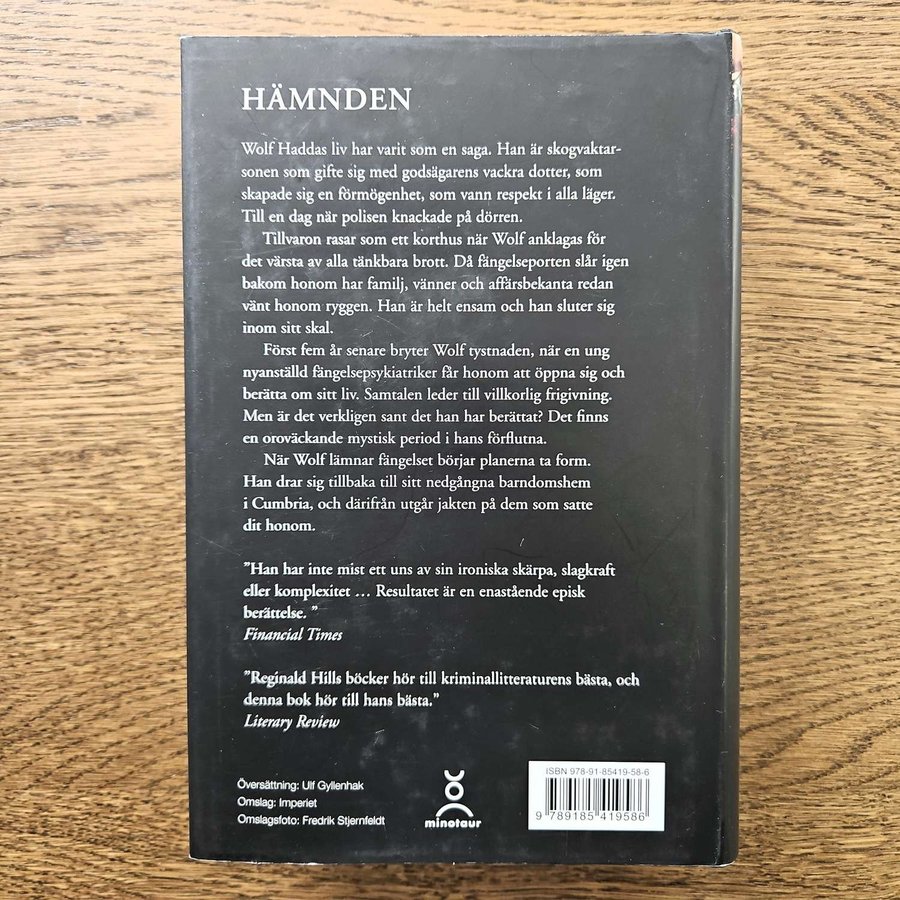 HÄMNDEN
Wolf Haddas liv har varit som en saga. Han är skogvaktar-
sonen som gifte sig med godsägarens vackra dotter, som
skapade sig en förmögenhet, som vann respekt i alla läger.
Till en dag när polisen knackade på dörren.
Tillvaron rasar som ett korthus när Wolf anklagas för
det värsta av alla tänkbara brott. Då fängelseporten slår igen
bakom honom har familj, vänner och affärsbekanta redan
vänt honom ryggen. Han är helt ensam och han sluter sig
inom sitt skal.
Först fem år senare bryter Wolf tystnaden, när en ung
nyanställd fängelsepsykiatriker får honom att öppna sig och
berätta om sitt liv. Samtalen leder till villkorlig frigivning.
Men är det verkligen sant det han har berättat? Det finns
en oroväckande mystisk period i hans förflutna.
När Wolf lämnar fängelset börjar planerna ta form.
Han drar sig tillbaka till sitt nedgångna barndomshem
i Cumbria, och därifrån utgår jakten på dem som satte
dit honom.
”Han har inte mist ett uns av sin ironiska skärpa, slagkraft
eller komplexitet … Resultatet är en enastående episk
berättelse. ”
Financial Times
”Reginald Hills böcker hör till kriminallitteraturens bästa, och
denna bok hör till hans bästa.”
Literary Review
Översättning: Ulf Gyllenhak
Omslag: Imperiet
Omslagsfoto: Fredrik Stjernfeldt
minotaur
ISBN 978-91-85419-58-6
9 789185 419586